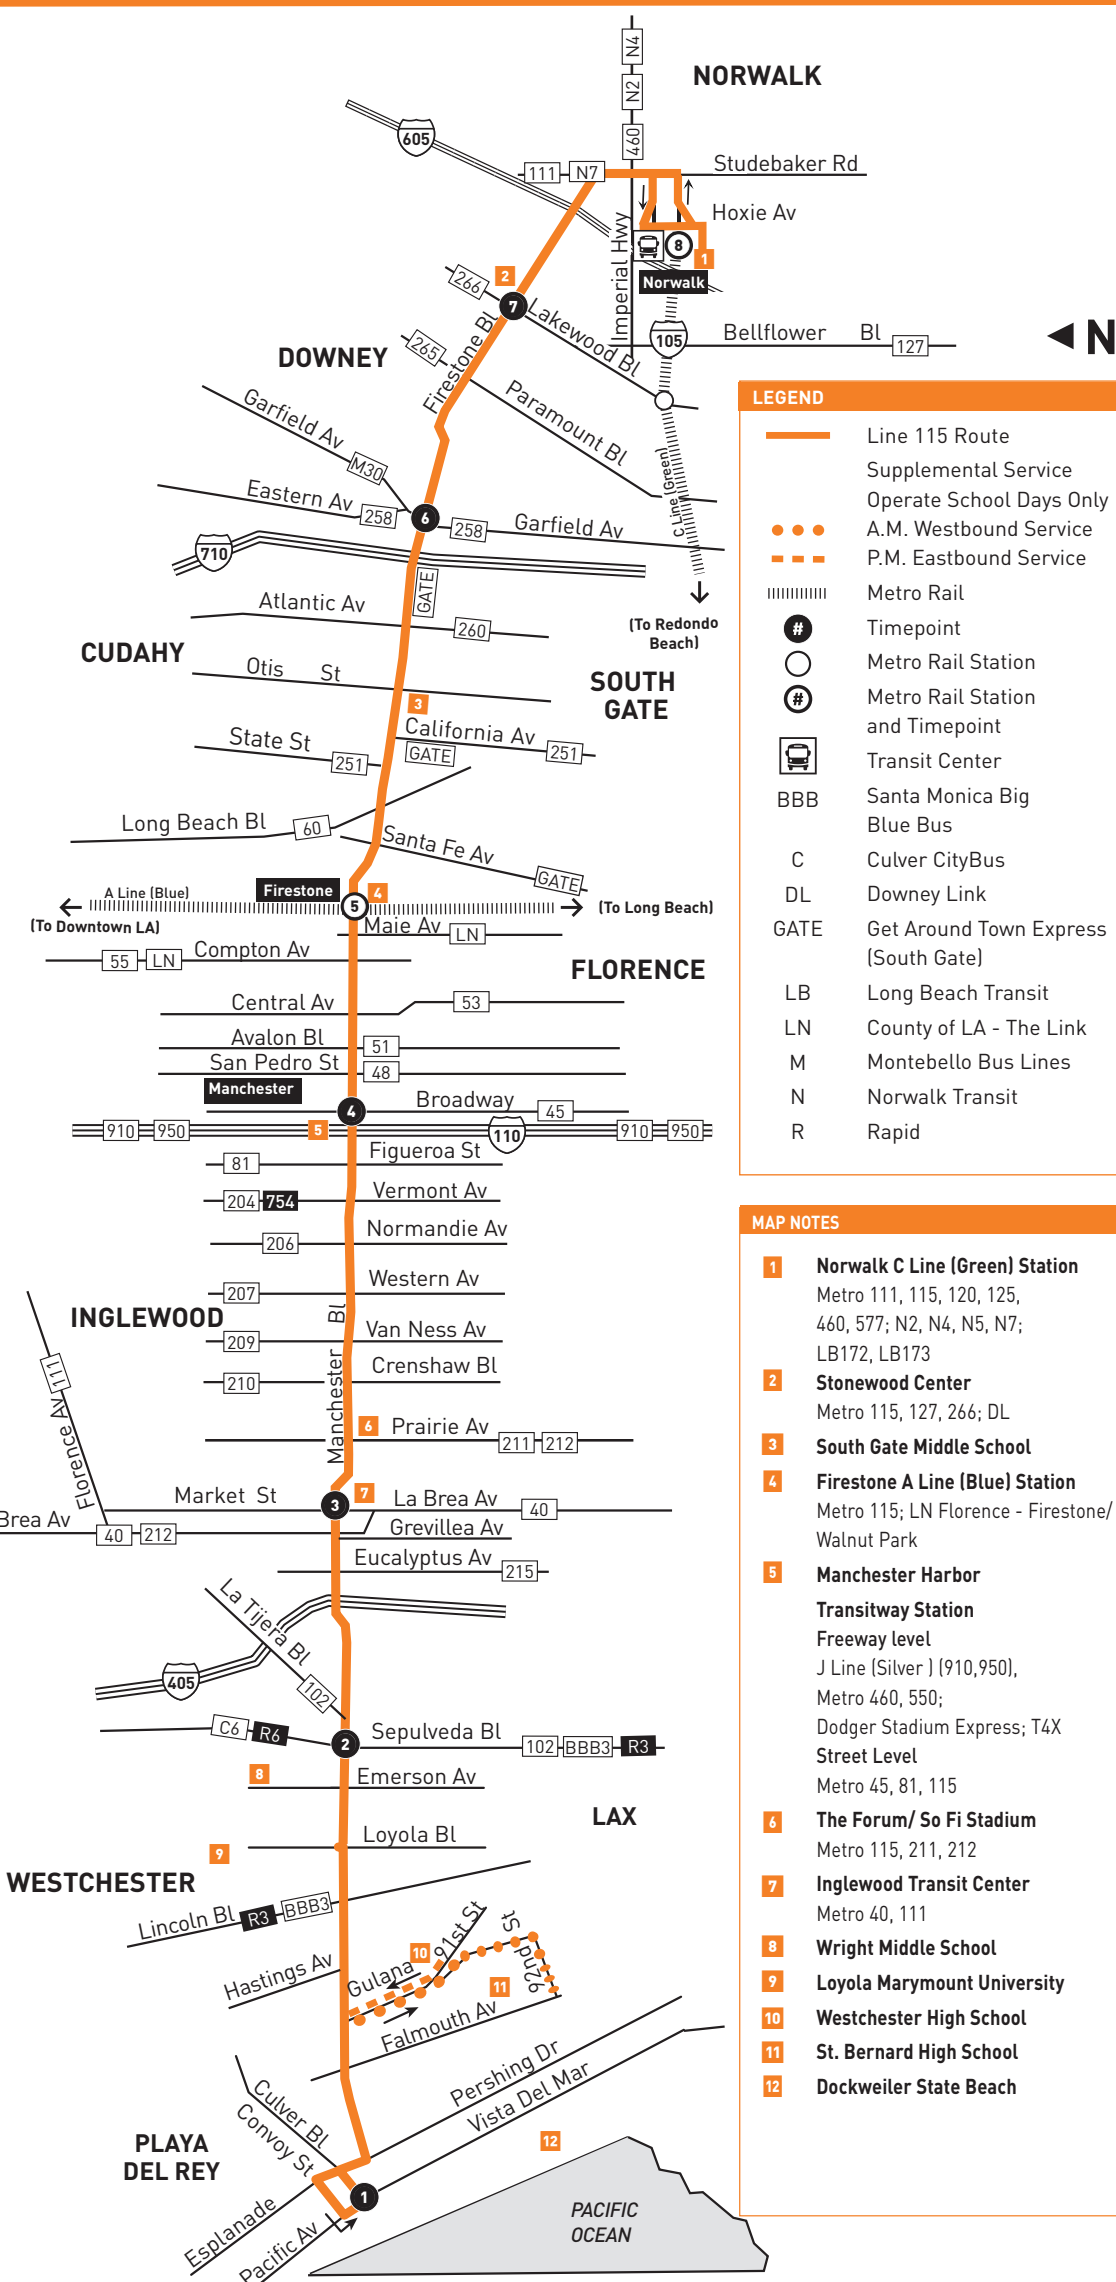 N4
N2
460
NORWALK
605
111
N7
Studebaker Rd
Hoxie Av
Imperial Hwy
8
1
Norwalk
2
266
7
Lakewood Bl
105
Bellflower Bl
127
N
DOWNEY
265
Firestone Bl
Paramount Bl
Garfield Av
M30
C Line (Green)
Eastern Av
258
6
258
Garfield Av
710
GATE
Atlantic Av
260
(To Redondo
Beach)
CUDAHY
Otis St
SOUTH
GATE
3
State St
251
California Av
GATE
251
Long Beach Bl
60
Santa Fe Av
GATE
A Line (Blue)
Firestone
4
5
(To Downtown LA)
(To Long Beach)
Maie Av
LN
55
LN
Compton Av
FLORENCE
Central Av
53
Avalon Bl
51
San Pedro St
48
Manchester
4
Broadway
45
910
950
5
110
910
950
Figueroa St
81
Vermont Av
204
754
Normandie Av
206
Western Av
207
INGLEWOOD
Manchester Bl
Van Ness Av
209
Crenshaw Bl
210
Florence Av
111
6
Prairie Av
211
212
Market St
3
7
La Brea Av
40
Brea Av
40
212
Grevillea Av
Eucalyptus Av
215
La Tijera Bl
102
405
C6
R6
2
Sepulveda Bl
102
BBB3
R3
8
Emerson Av
LAX
Loyola Bl
9
WESTCHESTER
Lincoln Bl
R3
BBB3
Hastings Av
Gulana
10
91st St
92nd St
11
Falmouth Av
Pershing Dr
Vista Del Mar
Culver Bl
Convoy St
PLAYA
DEL REY
12
1
Esplanade
Pacific Av
PACIFIC
OCEAN
LEGEND
Line 115 Route
Supplemental Service
Operate School Days Only
A.M. Westbound Service
P.M. Eastbound Service
Metro Rail
# Timepoint
Metro Rail Station
# Metro Rail Station
and Timepoint
Transit Center
BBB Santa Monica Big
Blue Bus
C Culver CityBus
DL Downey Link
GATE Get Around Town Express
(South Gate)
LB Long Beach Transit
LN County of LA - The Link
M Montebello Bus Lines
N Norwalk Transit
R Rapid
MAP NOTES
1 Norwalk C Line (Green) Station
Metro 111, 115, 120, 125,
460, 577; N2, N4, N5, N7;
LB172, LB173
2 Stonewood Center
Metro 115, 127, 266; DL
3 South Gate Middle School
4 Firestone A Line (Blue) Station
Metro 115; LN Florence - Firestone/
Walnut Park
5 Manchester Harbor
Transitway Station
Freeway level
J Line (Silver ) (910,950),
Metro 460, 550;
Dodger Stadium Express; T4X
Street Level
Metro 45, 81, 115
6 The Forum/ So Fi Stadium
Metro 115, 211, 212
7 Inglewood Transit Center
Metro 40, 111
8 Wright Middle School
9 Loyola Marymount University
10 Westchester High School
11 St. Bernard High School
12 Dockweiler State Beach